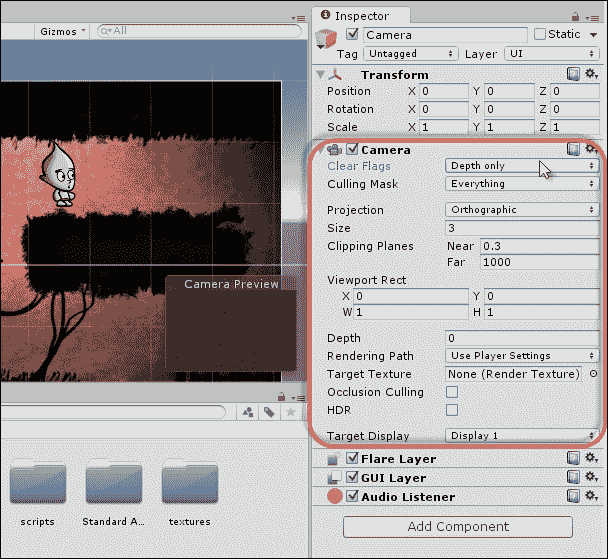 Gizmos
All
Camera Preview
scripts
Standard A...
textures
Inspector
Camera
Static
Tag Untagged Layer UI
Transform
Position X 0 Y 0 Z 0
Rotation X 0 Y 0 Z 0
Scale X 1 Y 1 Z 1
Camera
Clear Flags Depth only
Culling Mask Everything
Projection Orthographic
Size 3
Clipping Planes Near 0.3
Far 1000
Viewport Rect
X 0 Y 0
W 1 H 1
Depth 0
Rendering Path Use Player Settings
Target Texture None (Render Texture)
Occlusion Culling
HDR
Target Display Display 1
Flare Layer
GUI Layer
Audio Listener
Add Component